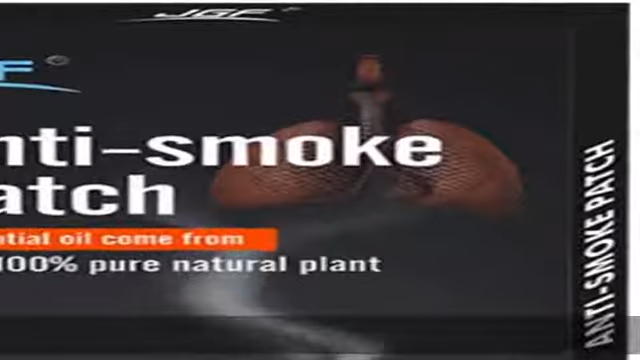 JGF
F
nti-smoke
atch
ntial oil come from
100% pure natural plant
ANTI-SMOKE PATCH